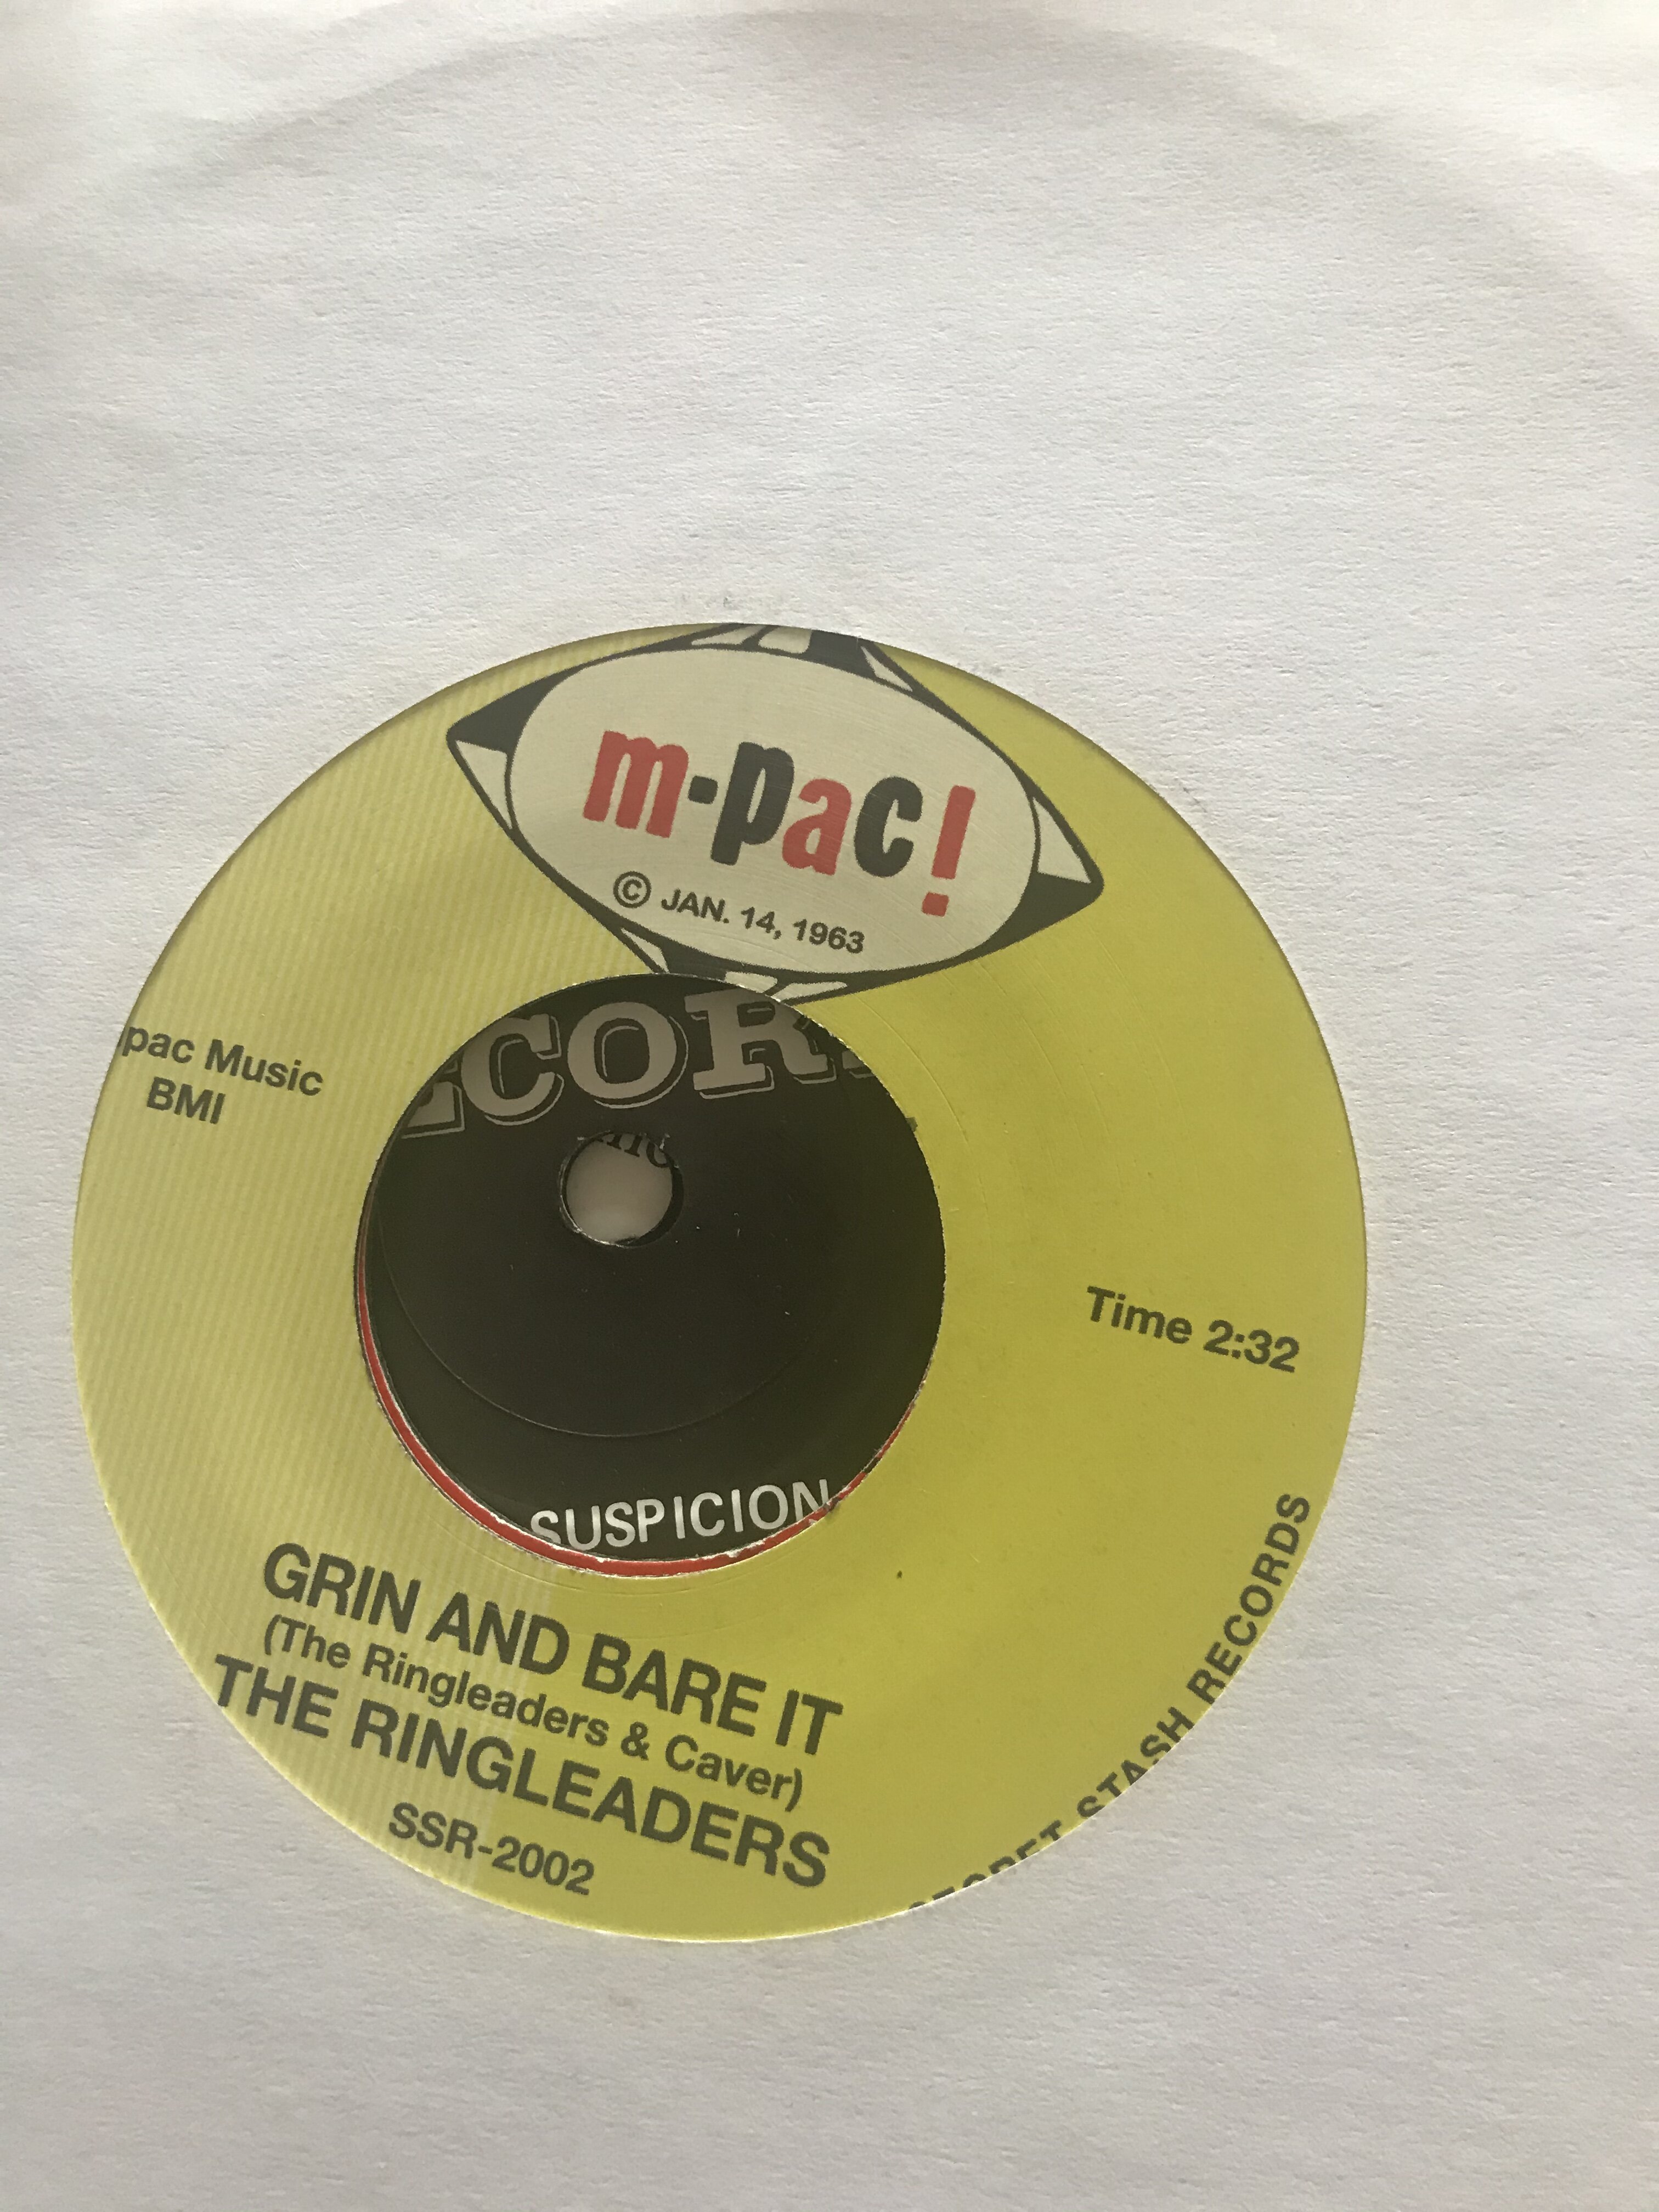 m-pac!
© JAN. 14, 1963
pac Music
BMI
Time 2:32
SUSPICION
GRIN AND BARE IT
(The Ringleaders & Caver)
THE RINGLEADERS
SSR-2002
STASH RECORDS